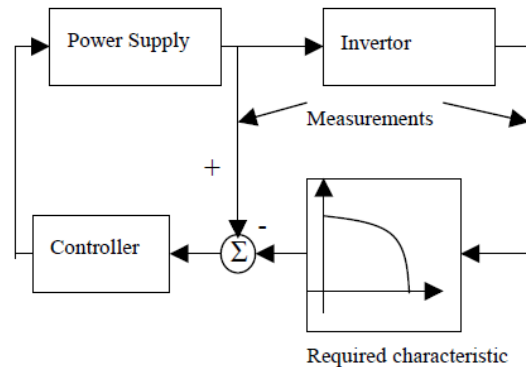 Power Supply
Invertor
Measurements
+
-
Controller
Σ
Required characteristic